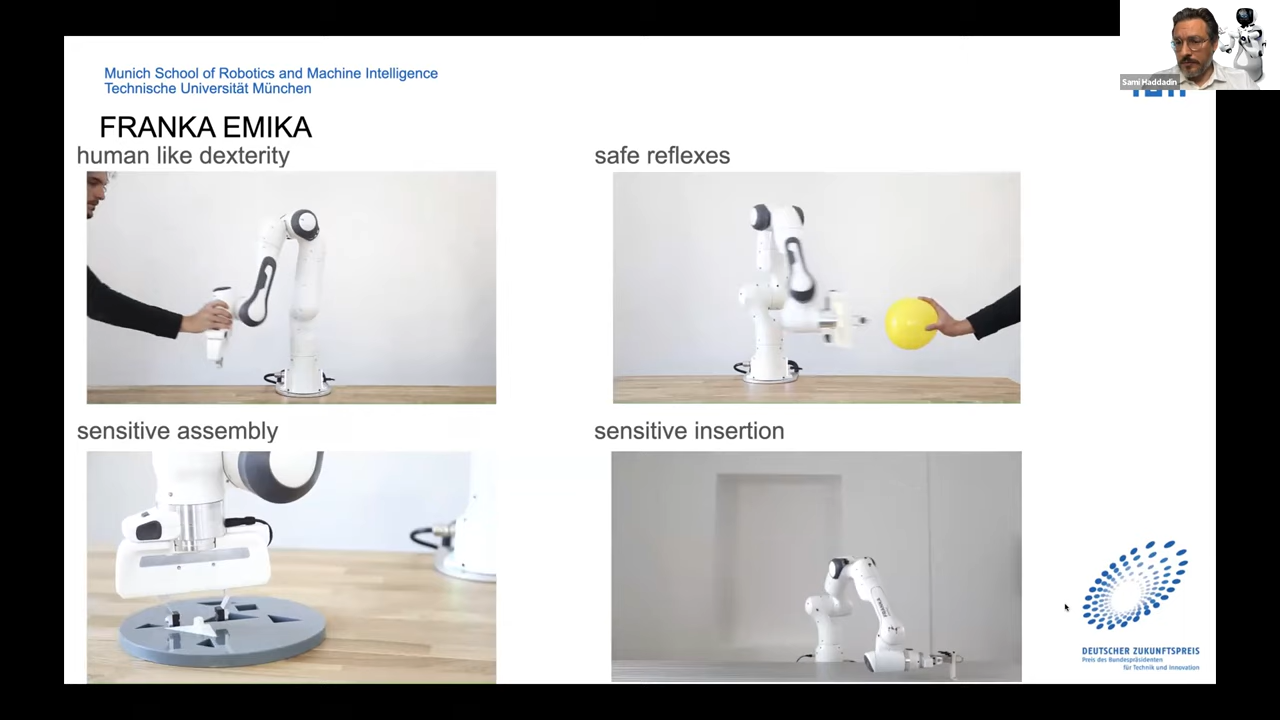 Munich School of Robotics and Machine Intelligence
Technische Universität München
Sami Haddadin
FRANKA EMIKA
human like dexterity
safe reflexes
sensitive assembly
sensitive insertion
DEUTSCHER ZUKUNFTSPREIS
Preis des Bundespräsidenten
für Technik und Innovation